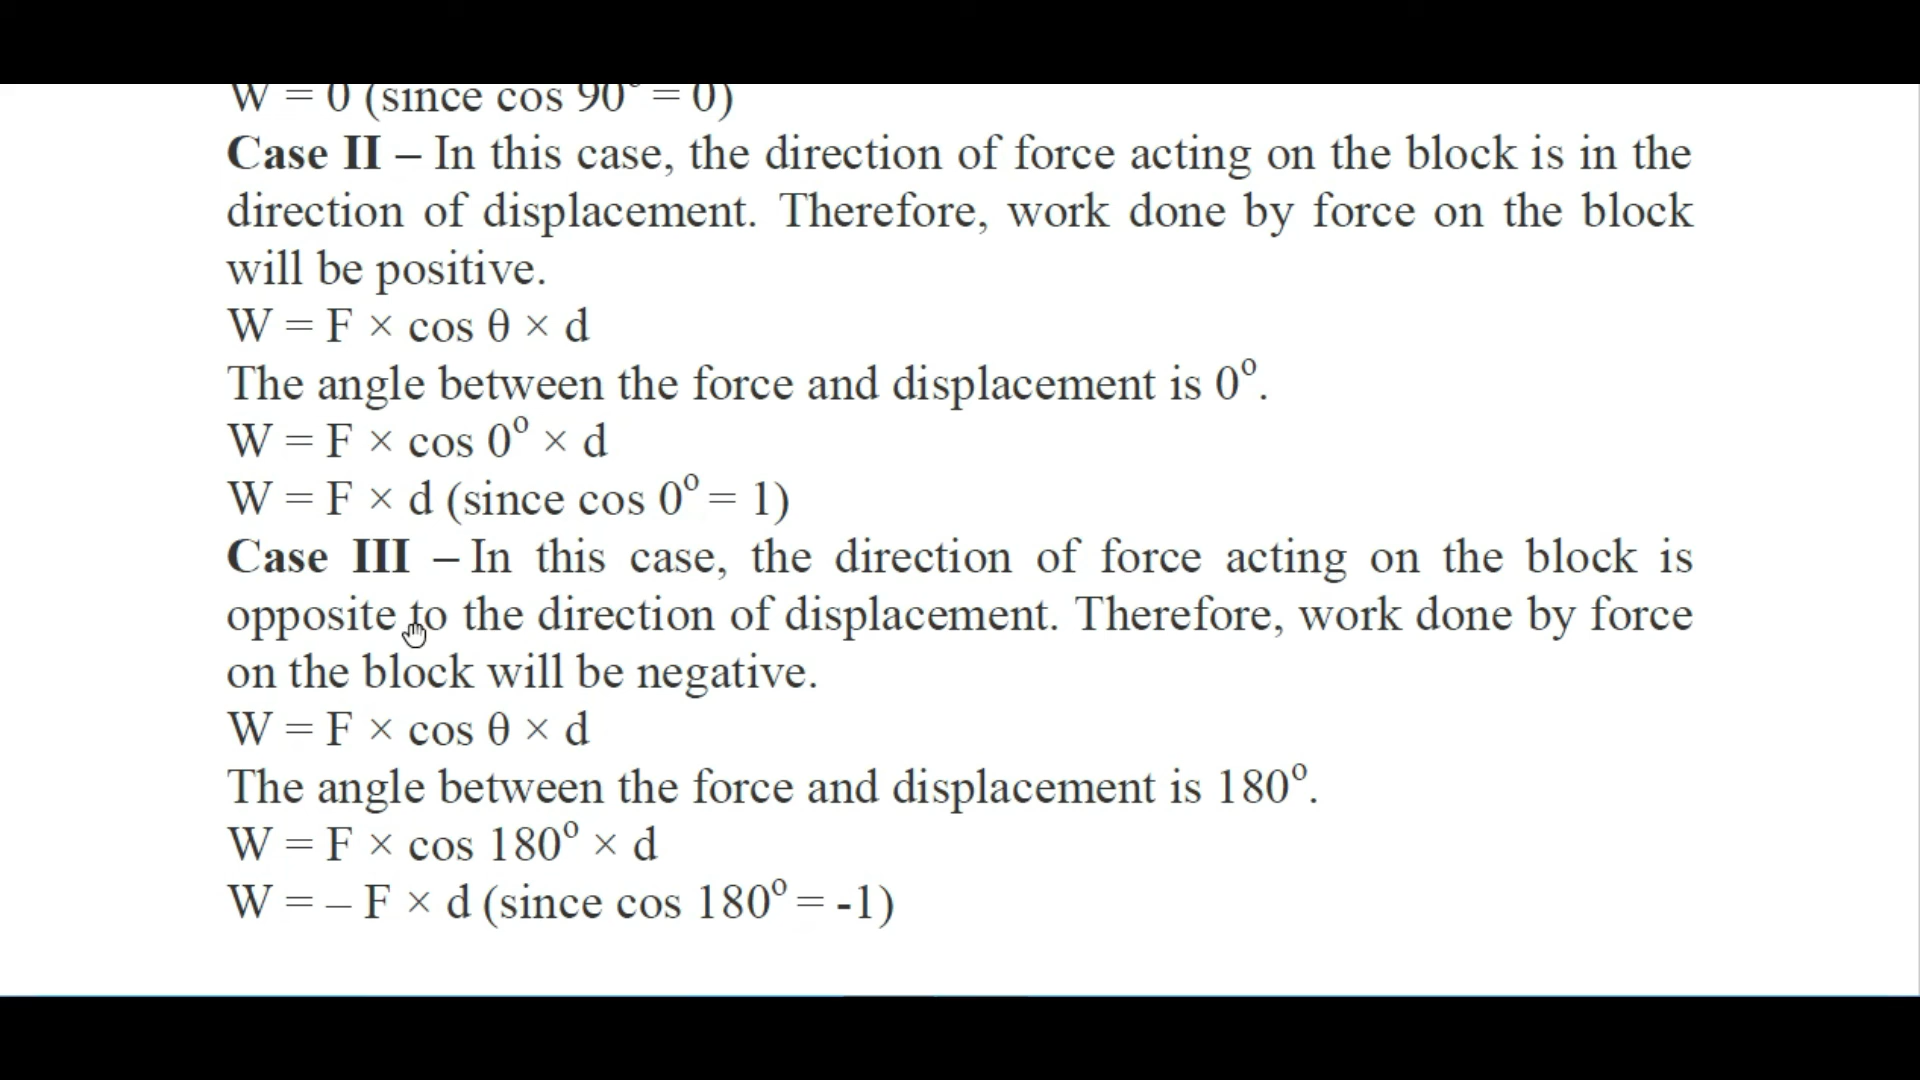 W = 0 (since cos 90° = 0)
Case II – In this case, the direction of force acting on the block is in the
direction of displacement. Therefore, work done by force on the block
will be positive.
W = F × cos θ × d
The angle between the force and displacement is 0°.
W = F × cos 0° × d
W = F × d (since cos 0° = 1)
Case III – In this case, the direction of force acting on the block is
opposite to the direction of displacement. Therefore, work done by force
on the block will be negative.
W = F × cos θ × d
The angle between the force and displacement is 180°.
W = F × cos 180° × d
W = – F × d (since cos 180° = -1)